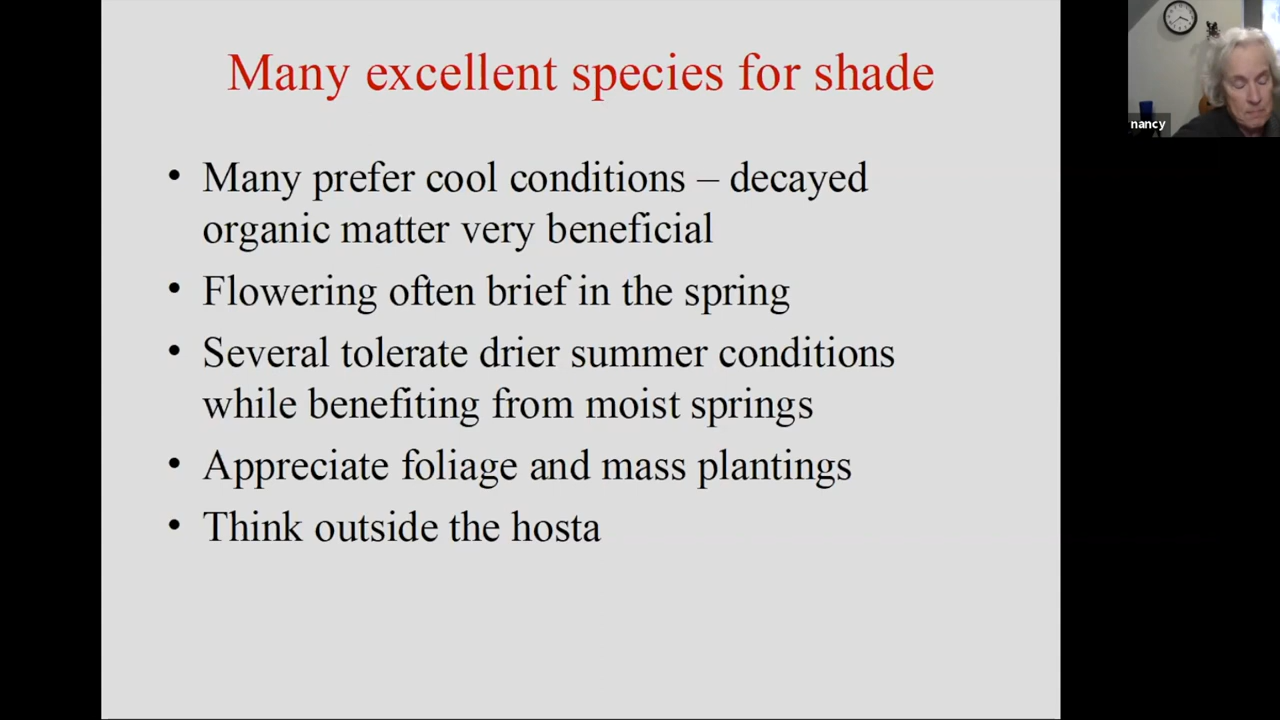 Many excellent species for shade
• Many prefer cool conditions – decayed
organic matter very beneficial
• Flowering often brief in the spring
• Several tolerate drier summer conditions
while benefiting from moist springs
• Appreciate foliage and mass plantings
• Think outside the hosta
nancy